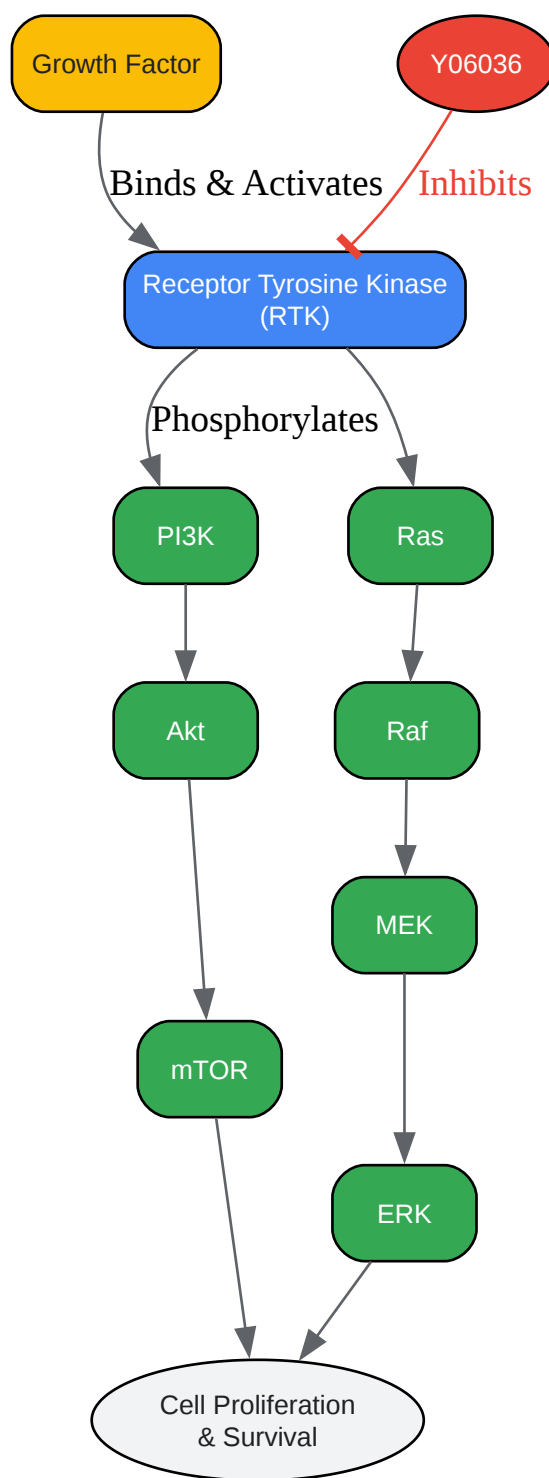 Growth Factor
Y06036
Binds & Activates
Inhibits
Receptor Tyrosine Kinase
(RTK)
Phosphorylates
PI3K
Ras
Akt
Raf
MEK
mTOR
ERK
Cell Proliferation
& Survival